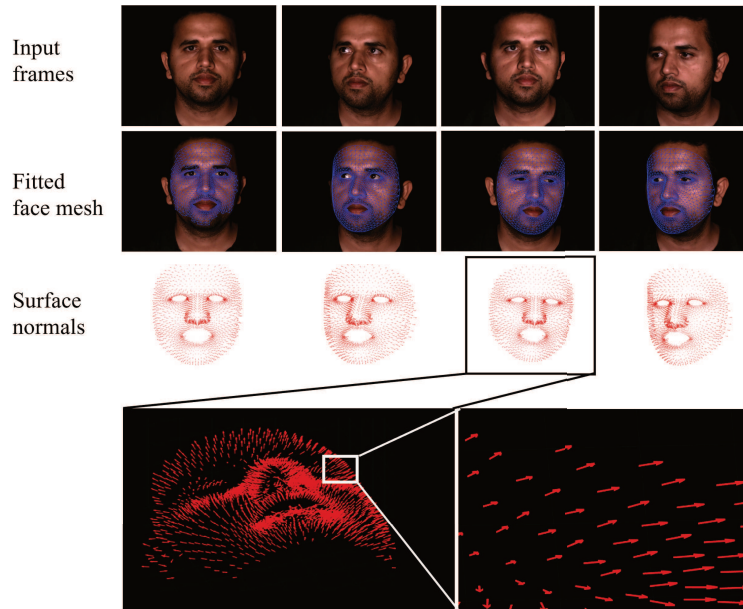 Input
frames
Fitted
face mesh
Surface
normals